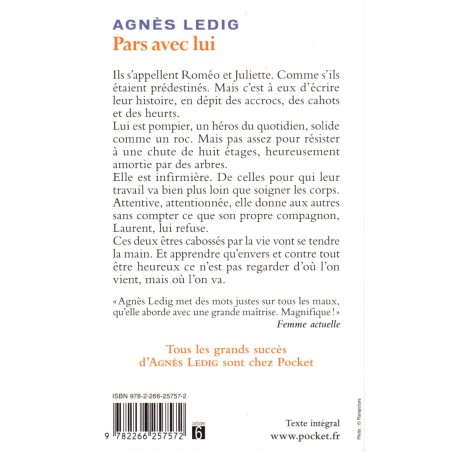 AGNÈS LEDIG
Pars avec lui
Ils s'appellent Roméo et Juliette. Comme s'ils
étaient prédestinés. Mais c'est à eux d'écrire
leur histoire, en dépit des accrocs, des cahots
et des heurts.
Lui est pompier, un héros du quotidien, solide
comme un roc. Mais pas assez pour résister
à une chute de huit étages, heureusement
amortie par des arbres.
Elle est infirmière. De celles pour qui leur
travail va bien plus loin que soigner les corps.
Attentive, attentionnée, elle donne aux autres
sans compter ce que son propre compagnon,
Laurent, lui refuse.
Ces deux êtres cabossés par la vie vont se tendre
la main. Et apprendre qu'envers et contre tout
être heureux ce n'est pas regarder d'où l'on
vient, mais où l'on va.
« Agnès Ledig met des mots justes sur tous les maux,
qu'elle aborde avec une grande maîtrise. Magnifique ! »
Femme actuelle
Tous les grands succès
d'AGNÈS LEDIG sont chez Pocket
ISBN 978-2-266-25757-2
6
9 782266 257572
Texte intégral
www.pocket.fr